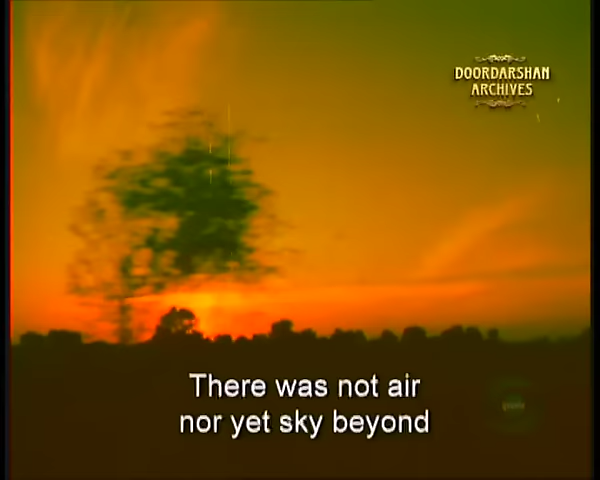 DOORDARSHAN
ARCHIVES
There was not air
nor yet sky beyond